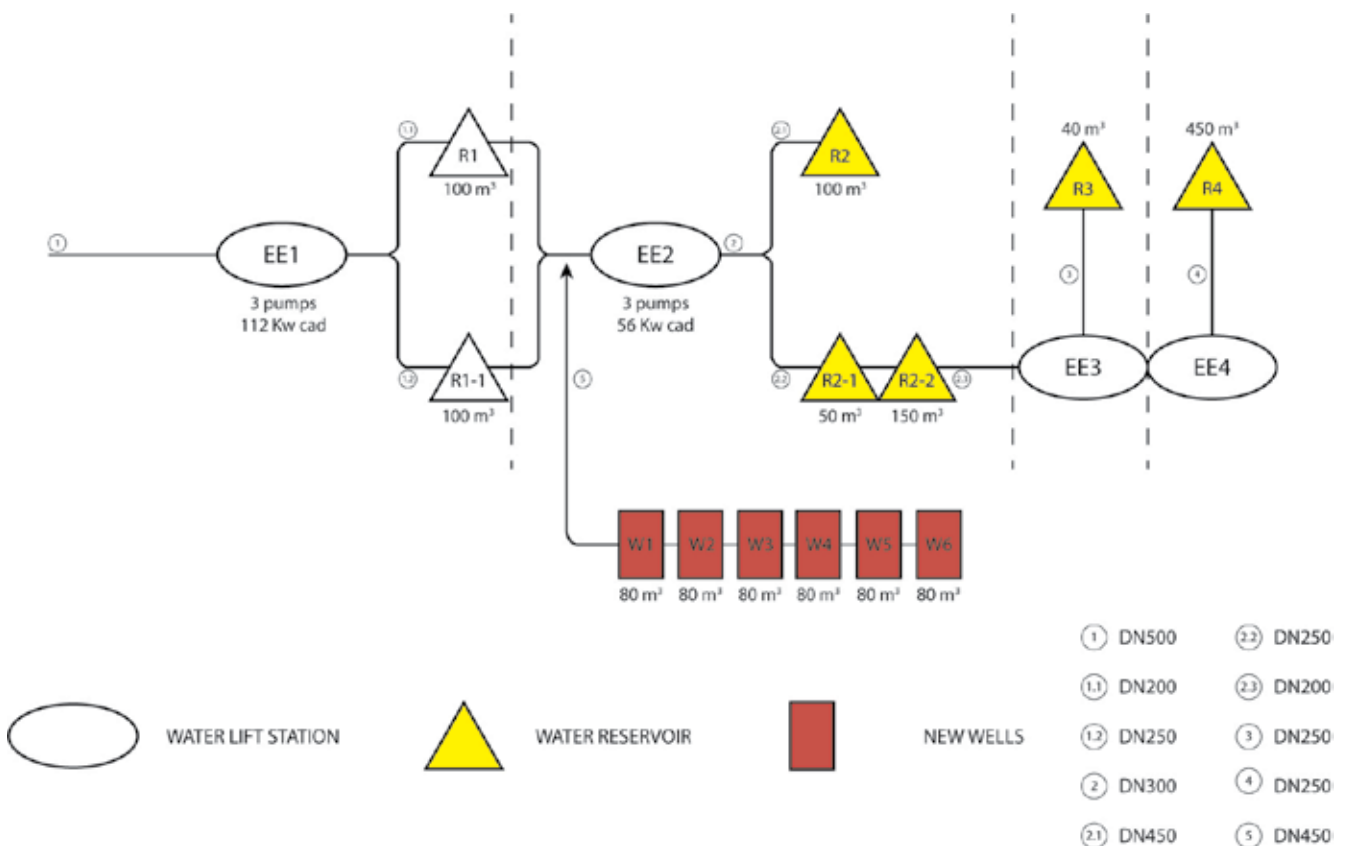 40 m³
450 m³
1.1
R1
100 m³
2.1
R2
100 m³
R3
R4
1
EE1
3 pumps
112 Kw cad
EE2
3 pumps
56 Kw cad
2
3
4
1.2
R1-1
100 m³
5
2.2
R2-1
50 m³
R2-2
150 m³
2.3
EE3
EE4
W1
W2
W3
W4
W5
W6
80 m³
80 m³
80 m³
80 m³
80 m³
80 m³
WATER LIFT STATION
WATER RESERVOIR
NEW WELLS
1 DN500
2.2 DN250
1.1 DN200
2.3 DN200
1.2 DN250
3 DN250
2 DN300
4 DN250
2.1 DN450
5 DN450